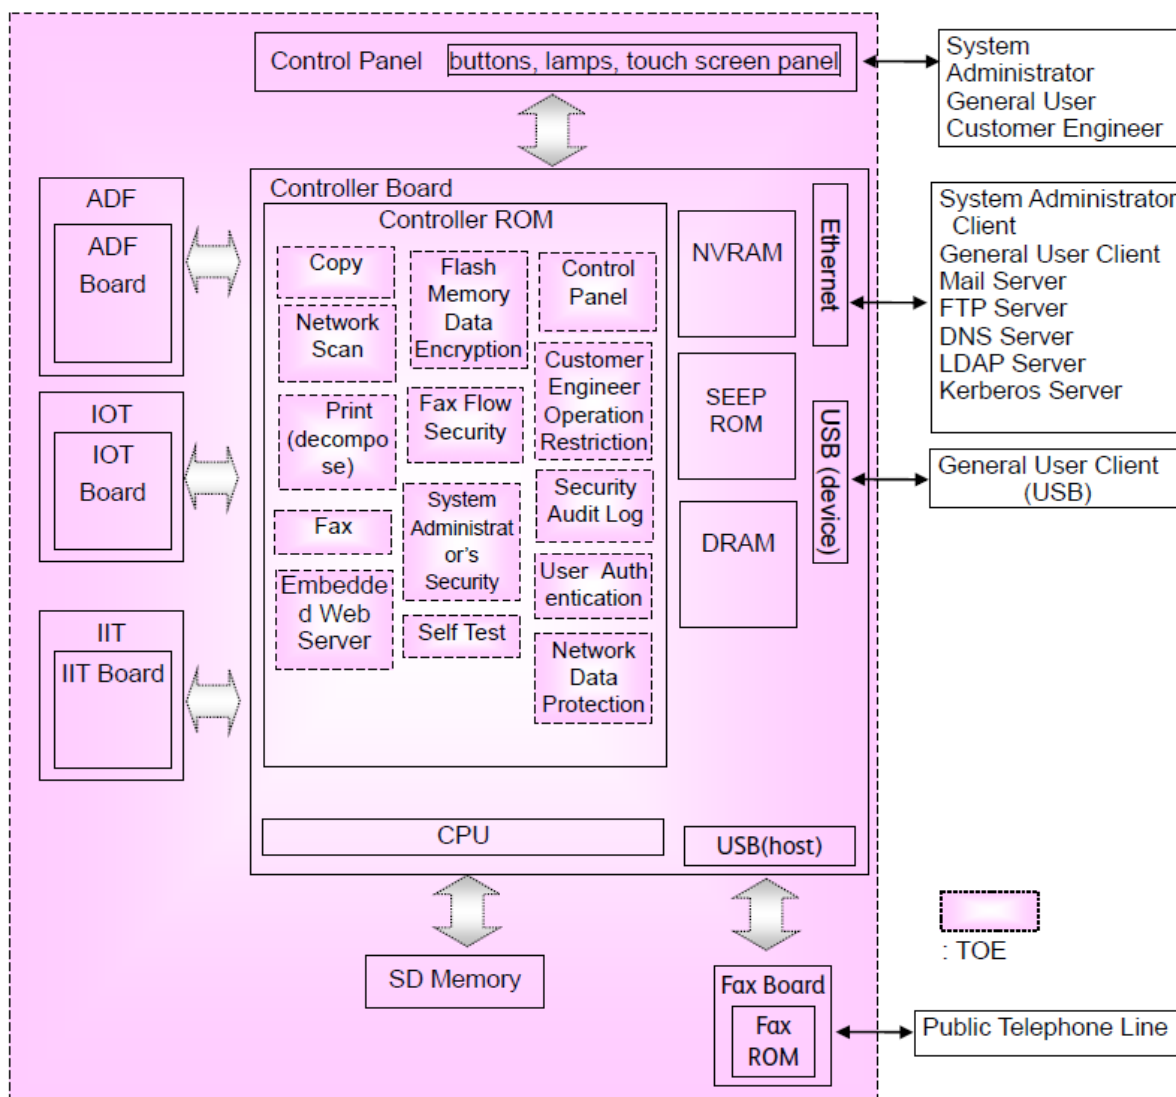 Control Panel
buttons, lamps, touch screen panel
System
Administrator
General User
Customer Engineer
ADF
ADF
Board
IOT
IOT
Board
IIT
IIT Board
Controller Board
Controller ROM
Copy
Network
Scan
Print
(decompo
se)
Fax
Embedde
d Web
Server
Flash
Memory
Data
Encryption
Fax Flow
Security
System
Administrat
or's
Security
Self Test
Control
Panel
Customer
Engineer
Operation
Restriction
Security
Audit Log
User Auth
entication
Network
Data
Protection
NVRAM
SEEP
ROM
DRAM
Ethernet
USB (device)
System Administrator
Client
General User Client
Mail Server
FTP Server
DNS Server
LDAP Server
Kerberos Server
General User Client
(USB)
CPU
USB(host)
SD Memory
Fax Board
Fax
ROM
Public Telephone Line
: TOE